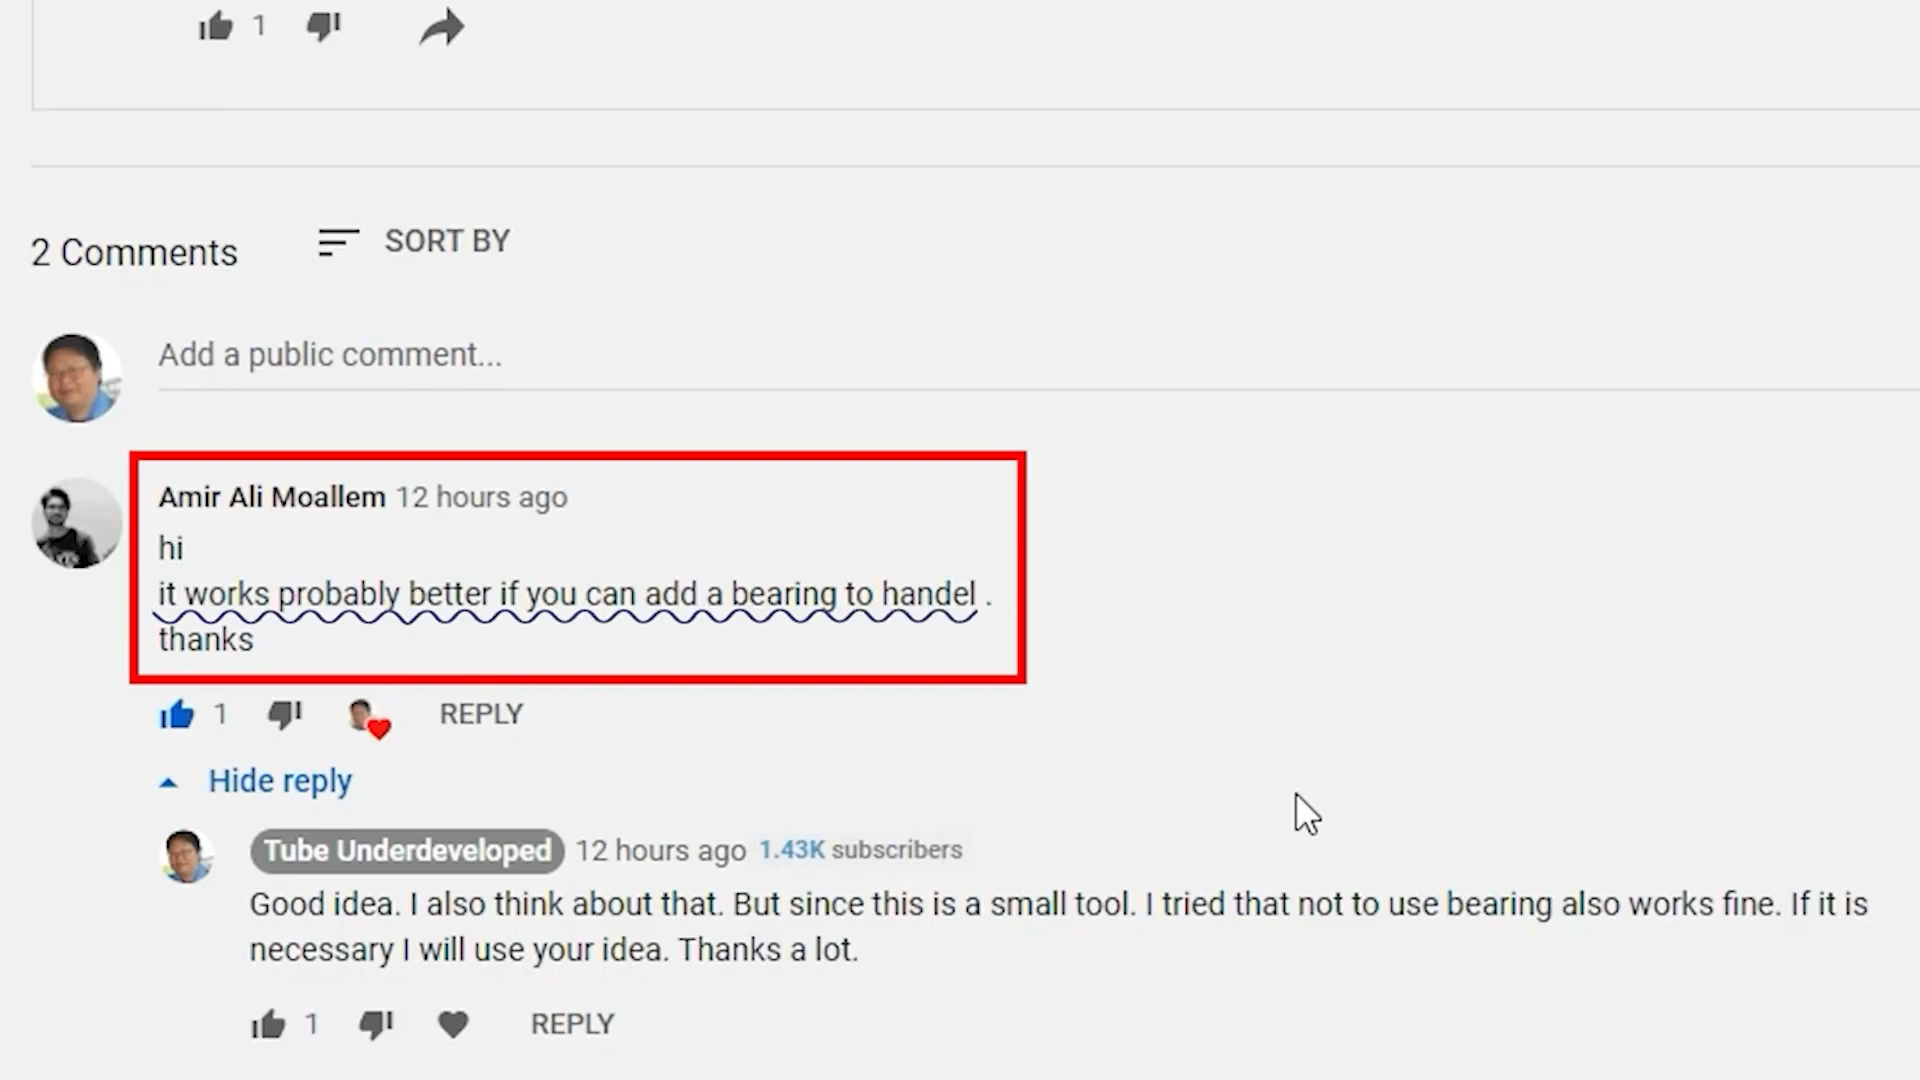 1
2 Comments
SORT BY
Add a public comment...
Amir Ali Moallem 12 hours ago
hi
it works probably better if you can add a bearing to handel .
thanks
1
REPLY
Hide reply
Tube Underdeveloped 12 hours ago 1.43K subscribers
Good idea. I also think about that. But since this is a small tool. I tried that not to use bearing also works fine. If it is
necessary I will use your idea. Thanks a lot.
1
REPLY